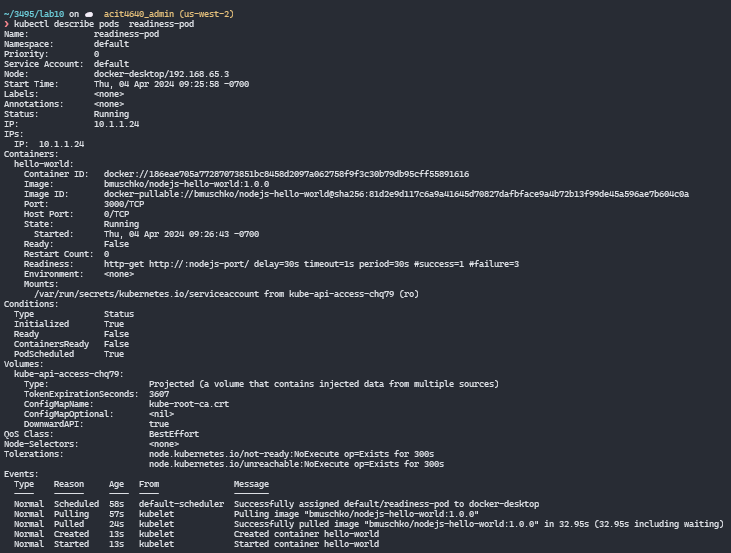 ~/3495/lab10 on ☁ acit4640_admin (us-west-2)
❯ kubectl describe pods  readiness-pod
Name:             readiness-pod
Namespace:        default
Priority:         0
Service Account:  default
Node:             docker-desktop/192.168.65.3
Start Time:       Thu, 04 Apr 2024 09:25:58 -0700
Labels:           <none>
Annotations:      <none>
Status:           Running
IP:               10.1.1.24
IPs:
  IP:  10.1.1.24
Containers:
  hello-world:
    Container ID:   docker://186eae705a77287073851bc8458d2097a062758f9f3c30b79db95cff55891616
    Image:          bmuschko/nodejs-hello-world:1.0.0
    Image ID:       docker-pullable://bmuschko/nodejs-hello-world@sha256:81d2e9d117c6a9a41645d70827dafbface9a4b72b13f99de45a596ae7b604c0a
    Port:           3000/TCP
    Host Port:      0/TCP
    State:          Running
      Started:      Thu, 04 Apr 2024 09:26:43 -0700
    Ready:          False
    Restart Count:  0
    Readiness:      http-get http://:nodejs-port/ delay=30s timeout=1s period=30s #success=1 #failure=3
    Environment:    <none>
    Mounts:
      /var/run/secrets/kubernetes.io/serviceaccount from kube-api-access-chq79 (ro)
Conditions:
  Type              Status
  Initialized       True
  Ready             False
  ContainersReady   False
  PodScheduled      True
Volumes:
  kube-api-access-chq79:
    Type:                    Projected (a volume that contains injected data from multiple sources)
    TokenExpirationSeconds:  3607
    ConfigMapName:           kube-root-ca.crt
    ConfigMapOptional:       <nil>
    DownwardAPI:             true
QoS Class:                   BestEffort
Node-Selectors:              <none>
Tolerations:                 node.kubernetes.io/not-ready:NoExecute op=Exists for 300s
                             node.kubernetes.io/unreachable:NoExecute op=Exists for 300s
Events:
  Type    Reason     Age   From               Message
  ----    ------     ----  ----               -------
  Normal  Scheduled  58s   default-scheduler  Successfully assigned default/readiness-pod to docker-desktop
  Normal  Pulling    57s   kubelet            Pulling image "bmuschko/nodejs-hello-world:1.0.0"
  Normal  Pulled     24s   kubelet            Successfully pulled image "bmuschko/nodejs-hello-world:1.0.0" in 32.95s (32.95s including waiting)
  Normal  Created    13s   kubelet            Created container hello-world
  Normal  Started    13s   kubelet            Started container hello-world